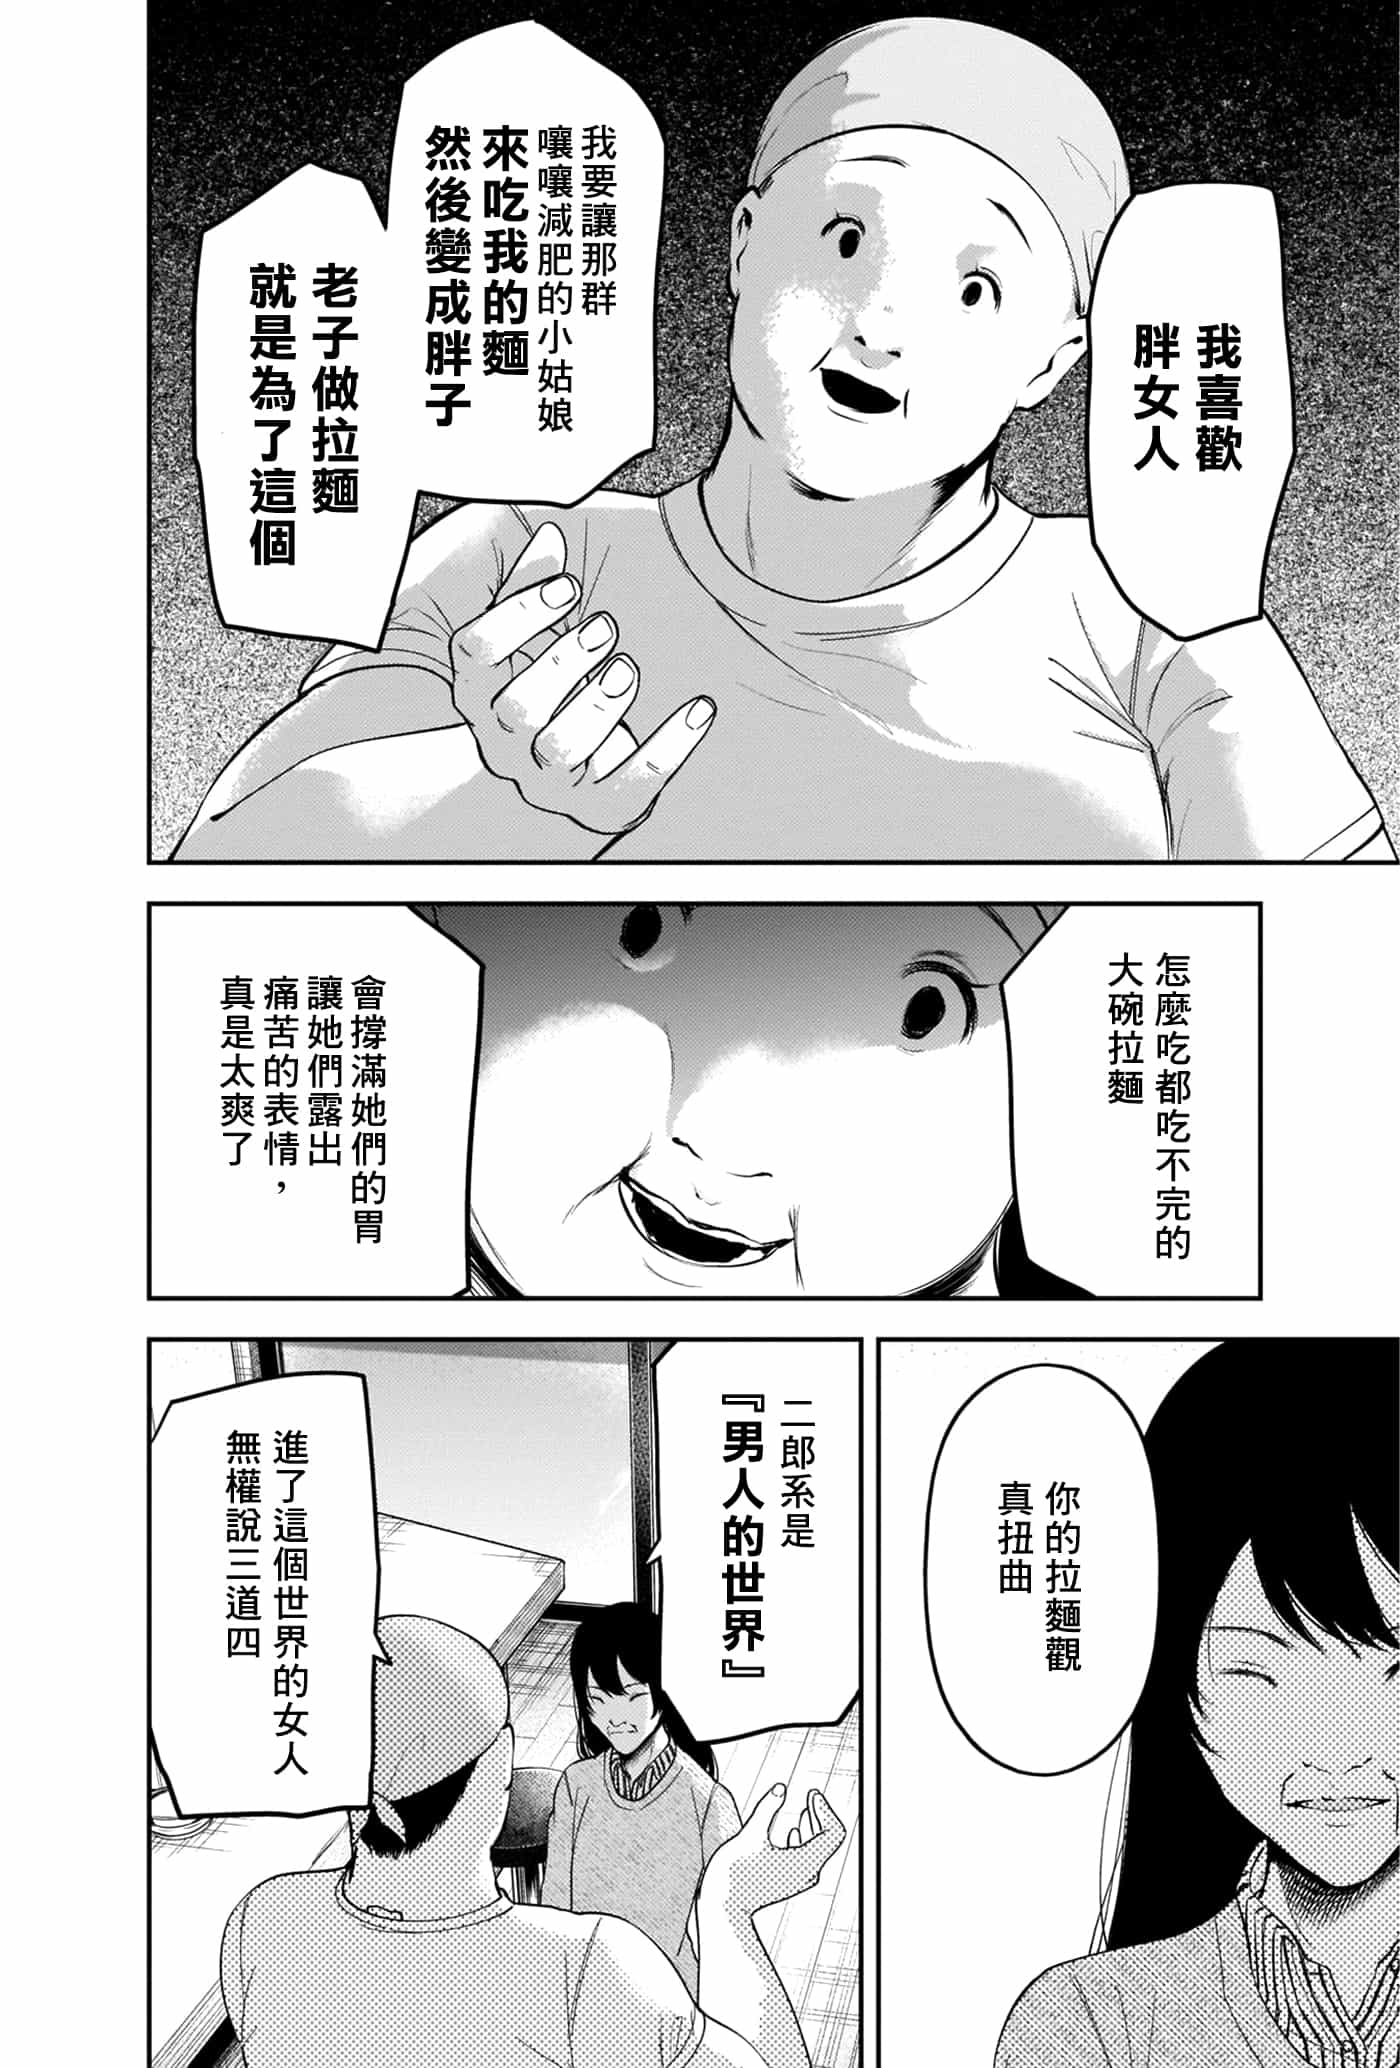 我喜歡
胖女人
我要讓那群
嚷嚷減肥的小姑娘
來吃我的麵
然後變成胖子
老子做拉麵
就是為了這個
怎麼吃都吃不完的
大碗拉麵
會撐滿她們的胃
讓她們露出
痛苦的表情，
真是太爽了
你的拉麵觀
真扭曲
二郎系是
『男人的世界』
進了這個世界的女人
無權說三道四